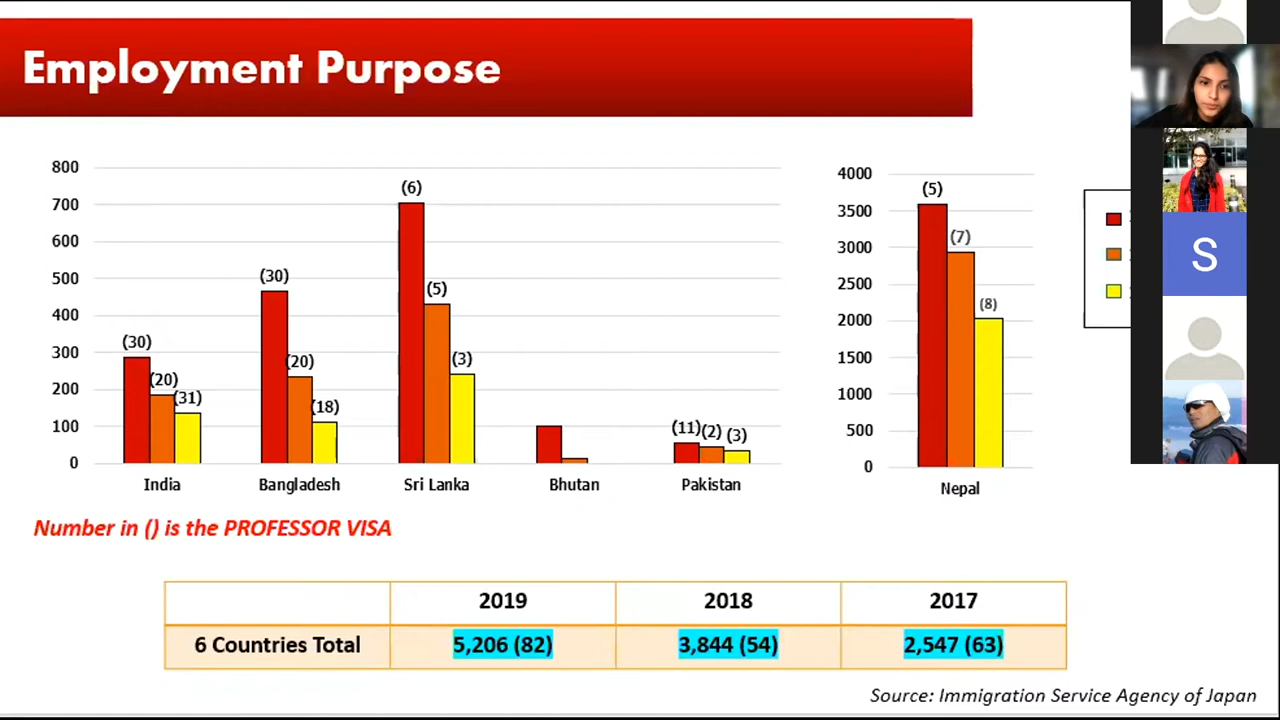 Employment Purpose
800
700
600
500
400
300
200
100
0
(30)
(20)
(31)
(30)
(20)
(18)
(6)
(5)
(3)
(11)
(2)
(3)
India
Bangladesh
Sri Lanka
Bhutan
Pakistan
4000
3500
3000
2500
2000
1500
1000
500
0
(5)
(7)
(8)
Nepal
S
Number in () is the PROFESSOR VISA
2019 2018 2017
6 Countries Total 5,206 (82) 3,844 (54) 2,547 (63)
Source: Immigration Service Agency of Japan